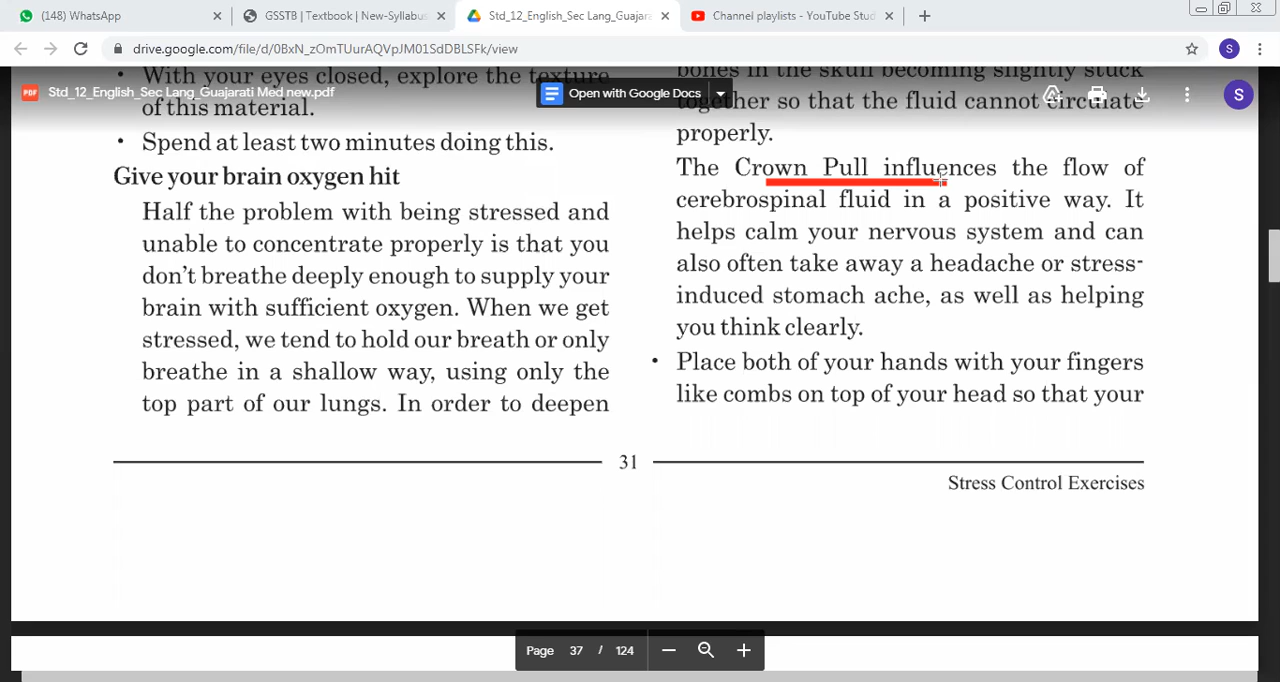 (148) WhatsApp
GSSTB | Textbook | New-Syllabus
Std_12_English_Sec Lang_Guajara
Channel playlists - YouTube Stud
drive.google.com/file/d/0BxN_zOmTUurAQVpJM01SdDBLSFk/view
S
PDF Std_12_English_Sec Lang_Guajarati Med new.pdf
Open with Google Docs
S
• With your eyes closed, explore the texture
of this material.
• Spend at least two minutes doing this.
Give your brain oxygen hit
Half the problem with being stressed and
unable to concentrate properly is that you
don't breathe deeply enough to supply your
brain with sufficient oxygen. When we get
stressed, we tend to hold our breath or only
breathe in a shallow way, using only the
top part of our lungs. In order to deepen
bones in the skull becoming slightly stuck
together so that the fluid cannot circulate
properly.
The Crown Pull influences the flow of
cerebrospinal fluid in a positive way. It
helps calm your nervous system and can
also often take away a headache or stress-
induced stomach ache, as well as helping
you think clearly.
• Place both of your hands with your fingers
like combs on top of your head so that your
31
Stress Control Exercises
Page 37 / 124